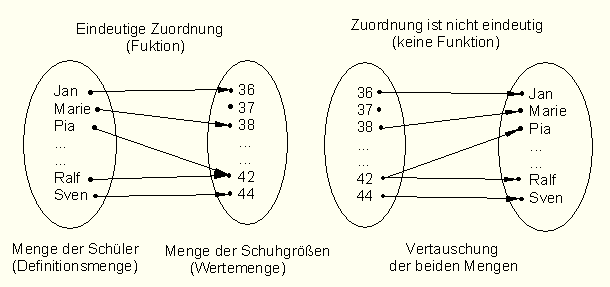 Eindeutige Zuordnung
(Fuktion)
Jan
Marie
Pia
...
...
Ralf
Sven
36
37
38
...
...
42
44
Menge der Schüler
(Definitionsmenge)
Menge der Schuhgrößen
(Wertemenge)
Zuordnung ist nicht eindeutig
(keine Funktion)
36
37
38
...
...
42
44
Jan
Marie
Pia
...
...
Ralf
Sven
Vertauschung
der beiden Mengen